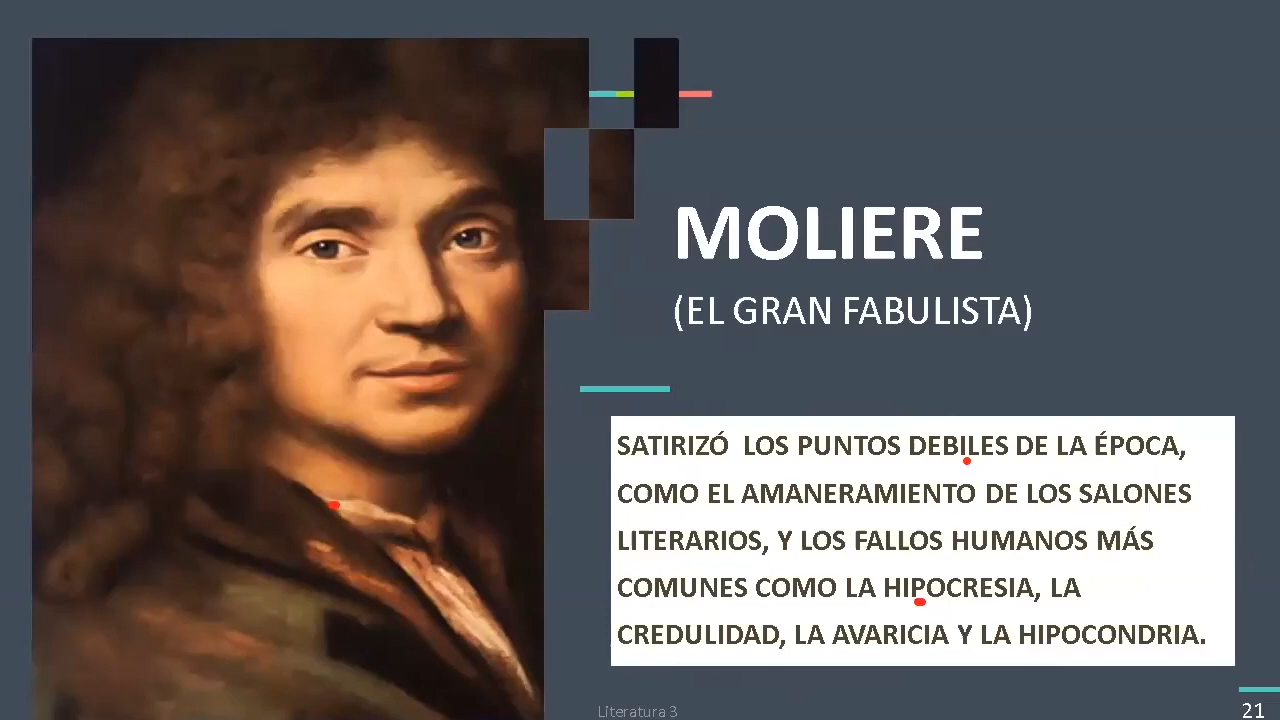 MOLIERE
(EL GRAN FABULISTA)
SATIRIZÓ LOS PUNTOS DEBILES DE LA ÉPOCA,
COMO EL AMANERAMIENTO DE LOS SALONES
LITERARIOS, Y LOS FALLOS HUMANOS MÁS
COMUNES COMO LA HIPOCRESIA, LA
CREDULIDAD, LA AVARICIA Y LA HIPOCONDRIA.
Literatura 3
21